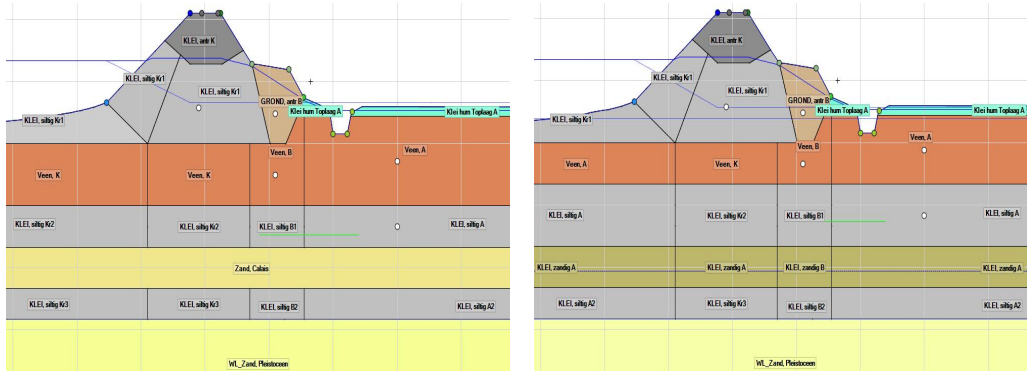 KLEI, antr K
KLEI, siltig Kr1
KLEI, siltig Kr1
GROND, antr B
Klei hum Toplaag A
Klei hum Toplaag A
KLEI, siltig Kr1
Veen, B
Veen, A
Veen, K
Veen, K
KLEI, siltig Kr2
KLEI, siltig Kr2
KLEI, siltig B1
KLEI, siltig A
Zand, Calais
KLEI, siltig Kr3
KLEI, siltig Kr3
KLEI, siltig B2
KLEI, siltig A2
WL_Zand, Pleistoceen
KLEI, antr K
KLEI, siltig Kr1
KLEI, siltig Kr1
GROND, antr B
Klei hum Toplaag A
Klei hum Toplaag A
KLEI, siltig Kr1
Veen, B
Veen, A
Veen, A
Veen, K
KLEI, siltig A
KLEI, siltig Kr2
KLEI, siltig B1
KLEI, siltig A
KLEI, zandig A
KLEI, zandig A
KLEI, zandig B
KLEI, zandig A
KLEI, siltig A2
KLEI, siltig Kr3
KLEI, siltig B2
KLEI, siltig A2
WL_Zand, Pleistoceen